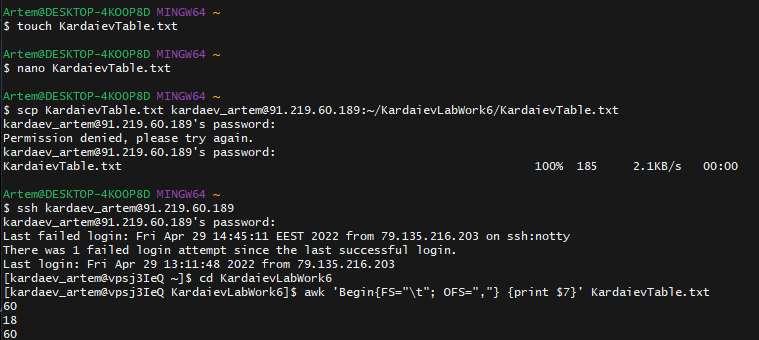 Artem@DESKTOP-4KOOP8D MINGW64 ~
$ touch KardaievTable.txt
Artem@DESKTOP-4KOOP8D MINGW64 ~
$ nano KardaievTable.txt
Artem@DESKTOP-4KOOP8D MINGW64 ~
$ scp KardaievTable.txt kardaev_artem@91.219.60.189:~/KardaievLabWork6/KardaievTable.txt
kardaev_artem@91.219.60.189's password:
Permission denied, please try again.
kardaev_artem@91.219.60.189's password:
KardaievTable.txt 100% 185 2.1KB/s 00:00
Artem@DESKTOP-4KOOP8D MINGW64 ~
$ ssh kardaev_artem@91.219.60.189
kardaev_artem@91.219.60.189's password:
Last failed login: Fri Apr 29 14:45:11 EEST 2022 from 79.135.216.203 on ssh:notty
There was 1 failed login attempt since the last successful login.
Last login: Fri Apr 29 13:11:48 2022 from 79.135.216.203
[kardaev_artem@vpsj3IeQ ~]$ cd KardaievLabWork6
[kardaev_artem@vpsj3IeQ KardaievLabWork6]$ awk 'Begin{FS="\t"; OFS=","} {print $7}' KardaievTable.txt
60
18
60